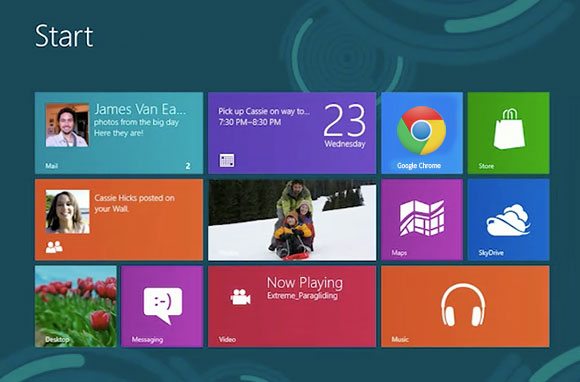 Start
James Van Ea...
photos from the big day
Here they are!
Mail
2
Pick up Cassie on way to...
7:30 PM–8:30 PM
23
Wednesday
Google Chrome
Store
Cassie Hicks posted on
your Wall.
Maps
SkyDrive
Desktop
:-)
Messaging
Now Playing
Extreme_Paragliding
Video
Music